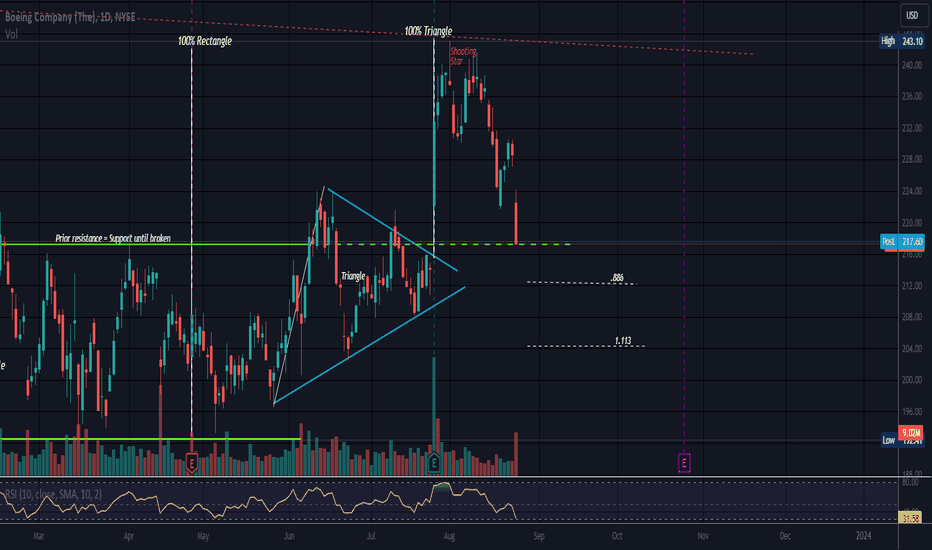 Boeing Company (The), 1D, NYSE
USD
Vol
100% Rectangle
100% Triangle
High 243.10
Shooting
Star
240.00
236.00
232.00
228.00
224.00
220.00
Prior resistance = Support until broken
Post 217.60
216.00
Triangle
.886
212.00
208.00
1.113
204.00
200.00
196.00
9.02M
Low
188.00
E
E
E
RSI (10, close, SMA, 10, 2)
80.00
31.58
Mar Apr May Jun Jul Aug Sep Oct Nov Dec 2024